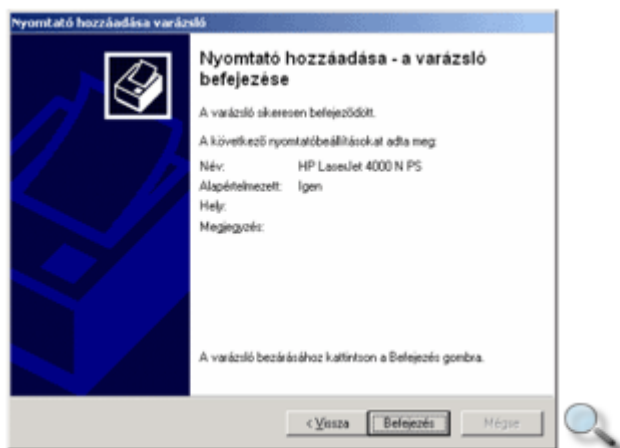 Nyomtató hozzáadása varázsló
Nyomtató hozzáadása - a varázsló
befejezése
A varázsló sikeresen befejeződött.
A következő nyomtatóbeállításokat adta meg:
Név: HP LaserJet 4000 N PS
Alapértelmezett: Igen
Hely:
Megjegyzés:
A varázsló bezárásához kattintson a Befejezés gombra.
< Vissza Befejezés Mégse